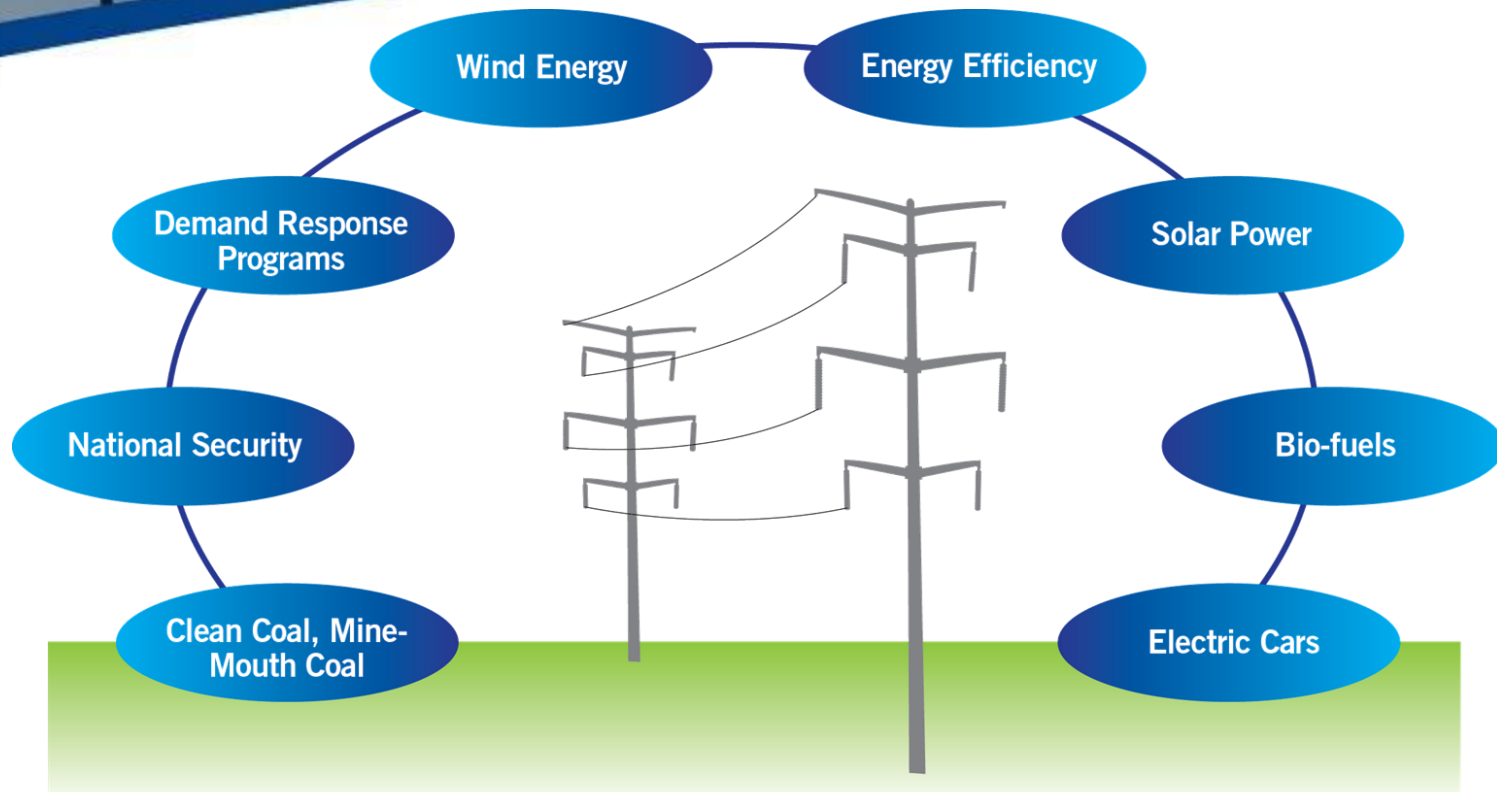 Wind Energy
Energy Efficiency
Demand Response
Programs
Solar Power
National Security
Bio-fuels
Clean Coal, Mine-
Mouth Coal
Electric Cars